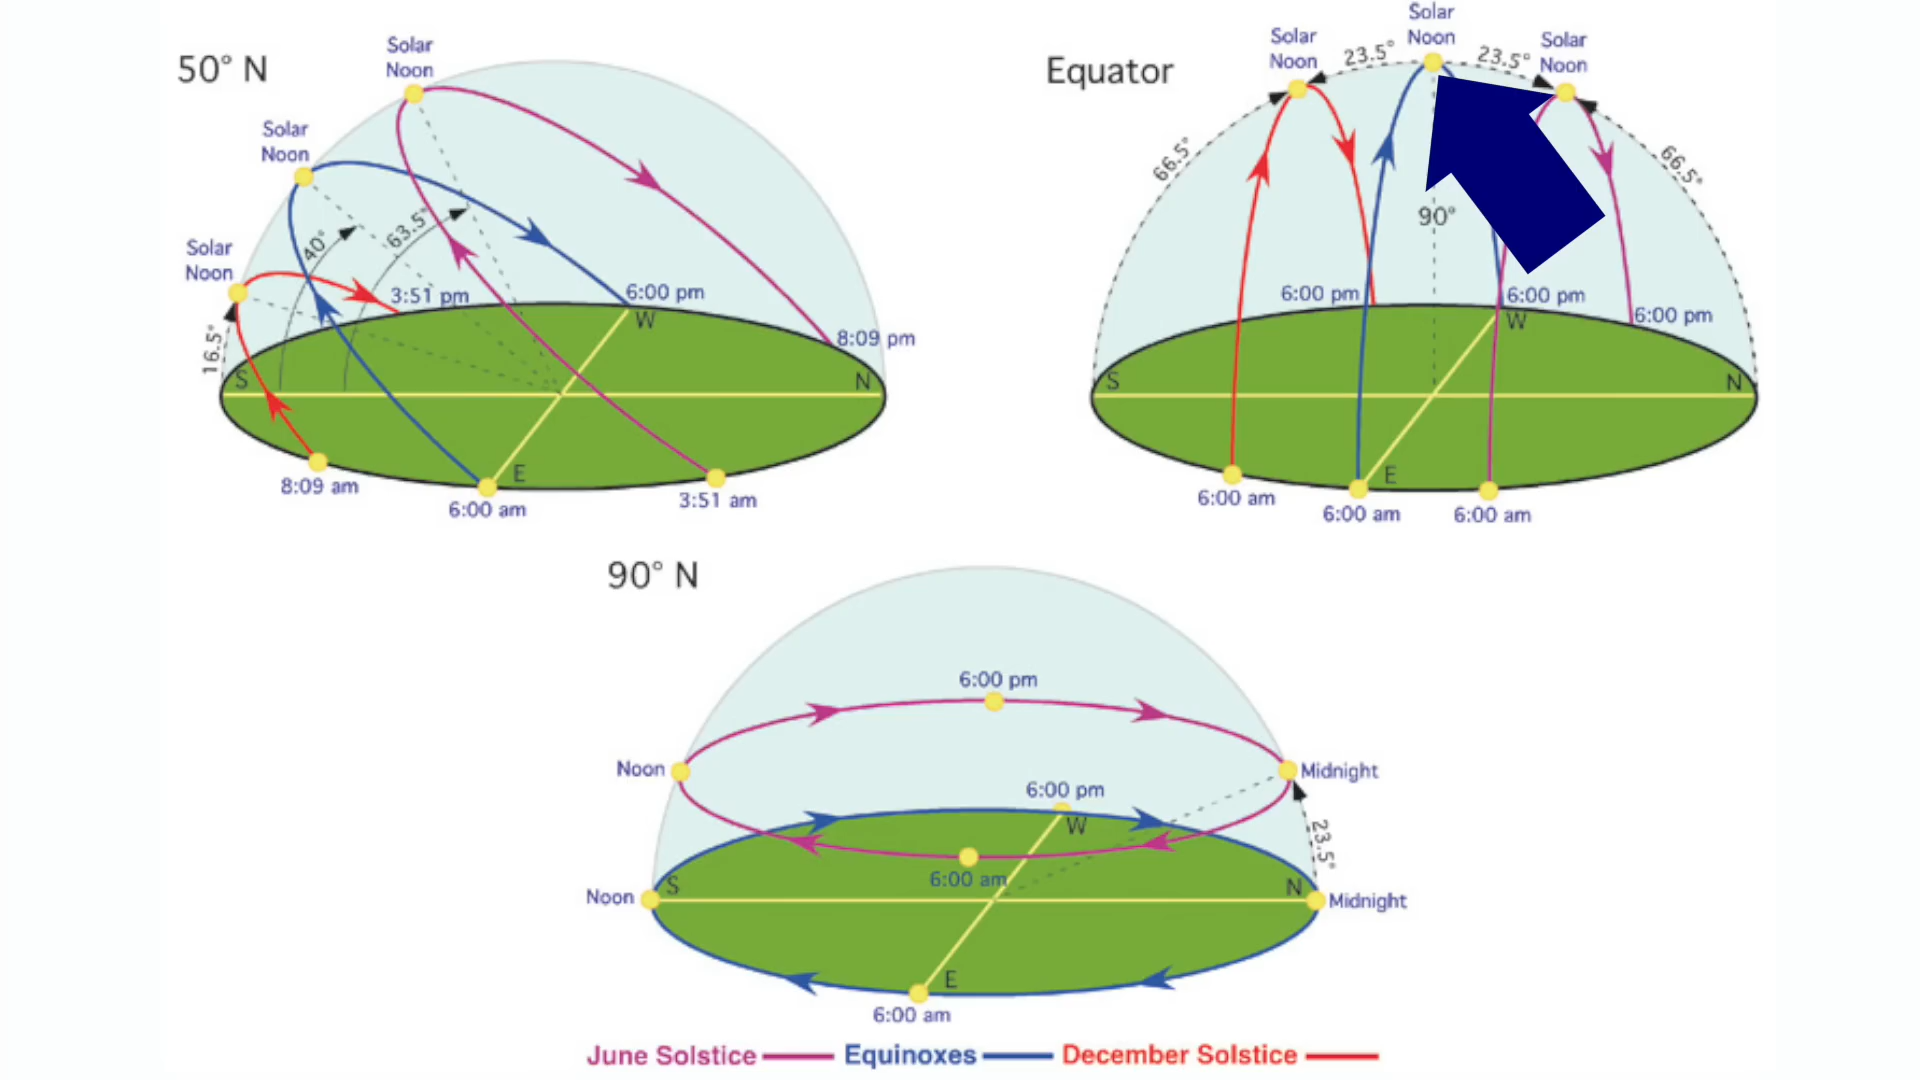 50° N
Solar
Noon
Solar
Noon
Solar
Noon
40°
63.5°
16.5°
3:51 pm
6:00 pm
W
8:09 pm
S
N
E
8:09 am
6:00 am
3:51 am
Equator
Solar
Noon
Solar
Noon
Solar
Noon
23.5°
23.5°
66.5°
66.5°
90°
6:00 pm
6:00 pm
W
6:00 pm
S
N
E
6:00 am
6:00 am
6:00 am
90° N
6:00 pm
Noon
Midnight
6:00 pm
W
23.5°
6:00 am
S
N
Noon
Midnight
E
6:00 am
June Solstice
Equinoxes
December Solstice